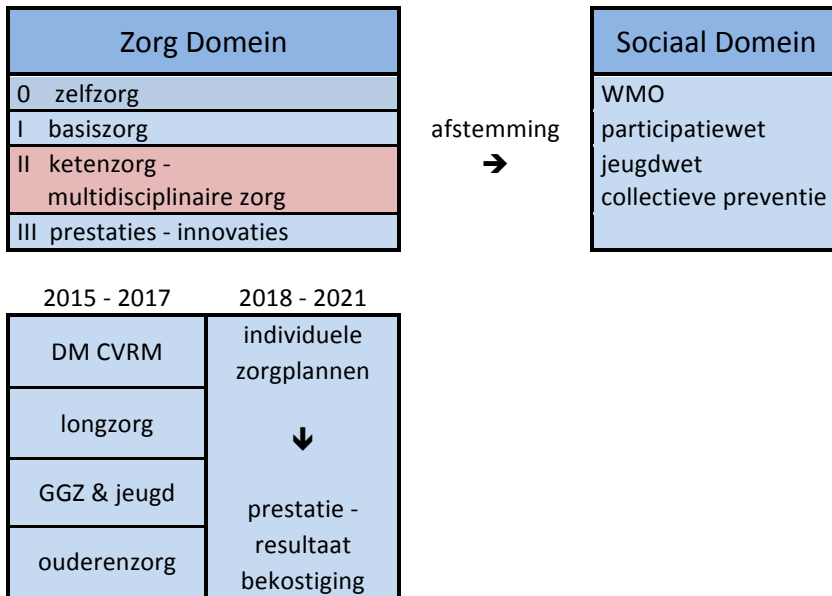 Zorg Domein
0 zelfzorg
I basiszorg
II ketenzorg -
multidisciplinaire zorg
III prestaties - innovaties
afstemming
➔
Sociaal Domein
WMO
participatiewet
jeugdwet
collectieve preventie
2015 - 2017
DM CVRM
longzorg
GGZ & jeugd
ouderenzorg
2018 - 2021
individuele
zorgplannen
prestatie -
resultaat
bekostiging